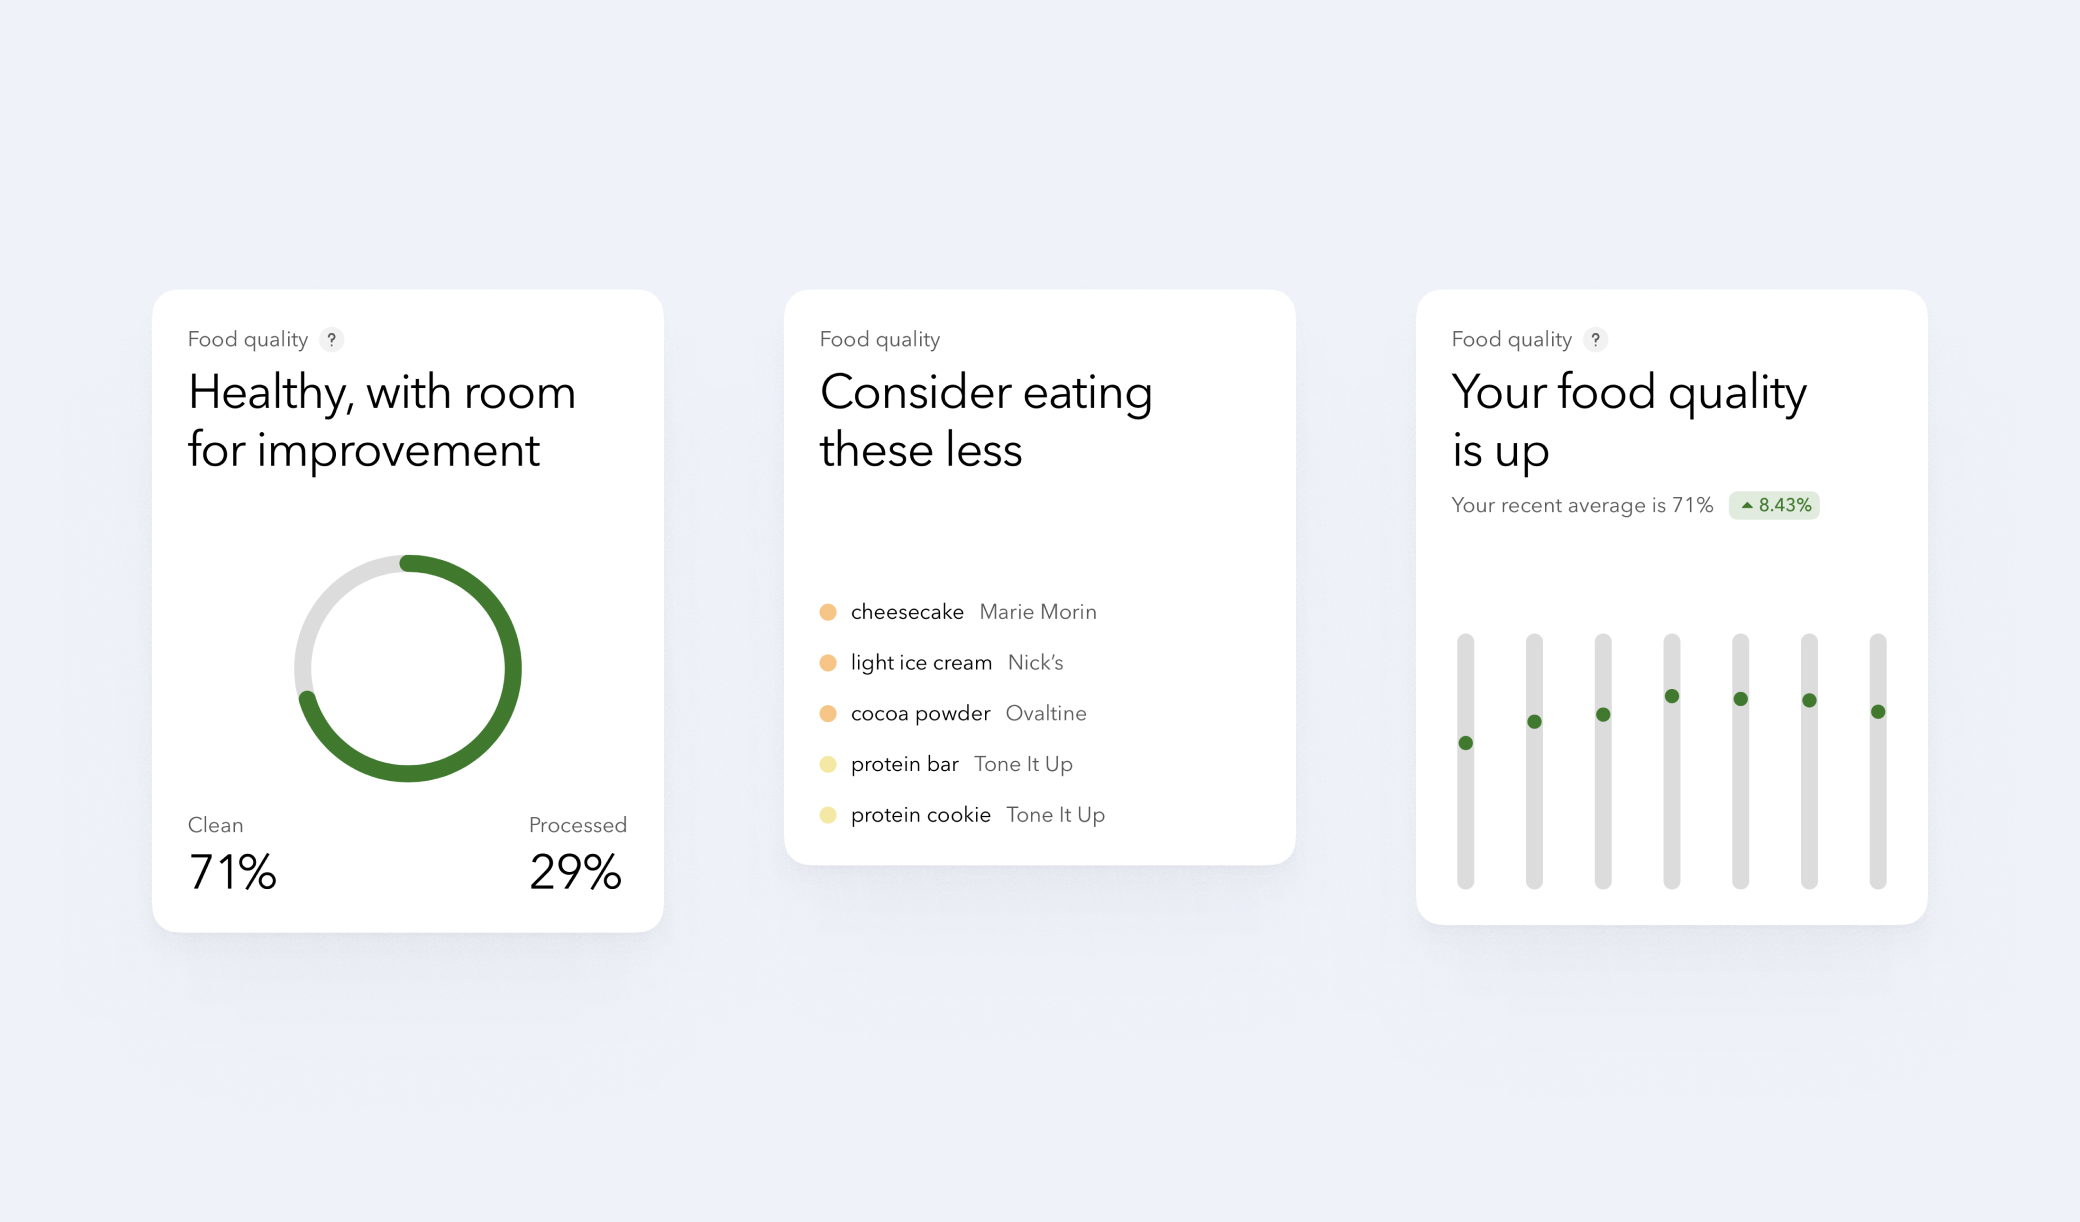 Food quality ?
Healthy, with room
for improvement
Clean
71%
Processed
29%
Food quality
Consider eating
these less
cheesecake Marie Morin
light ice cream Nick’s
cocoa powder Ovaltine
protein bar Tone It Up
protein cookie Tone It Up
Food quality ?
Your food quality
is up
Your recent average is 71% 8.43%